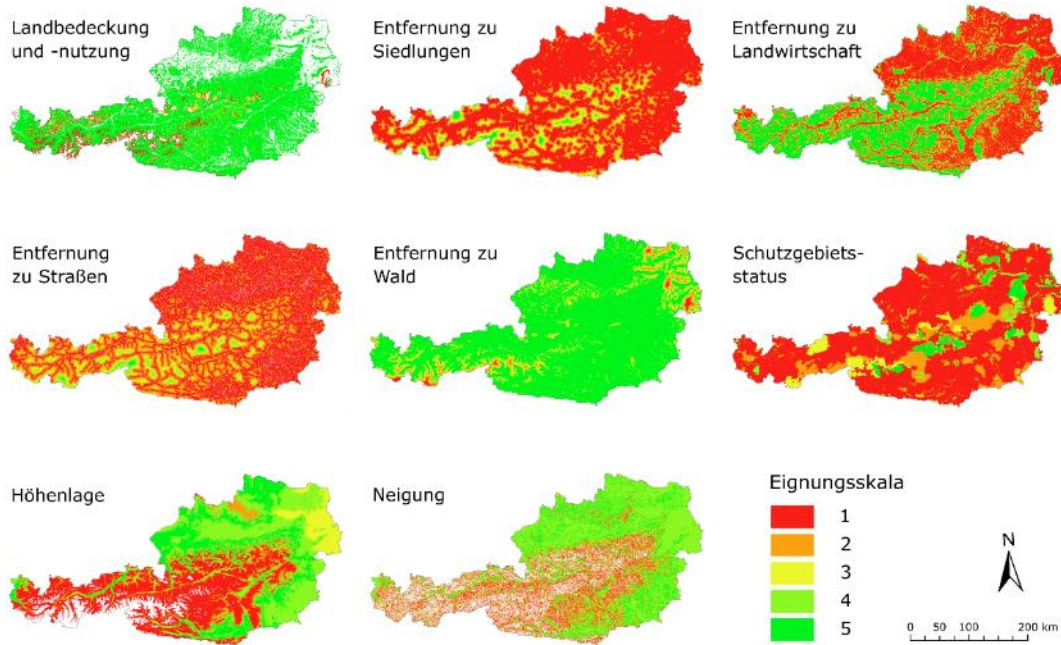 Landbedeckung
und -nutzung
Entfernung zu
Siedlungen
Entfernung zu
Landwirtschaft
Entfernung
zu Straßen
Entfernung zu
Wald
Schutzgebiets-
status
Höhenlage
Neigung
Eignungsskala
1
2
3
4
5
N
0 50 100 200 km